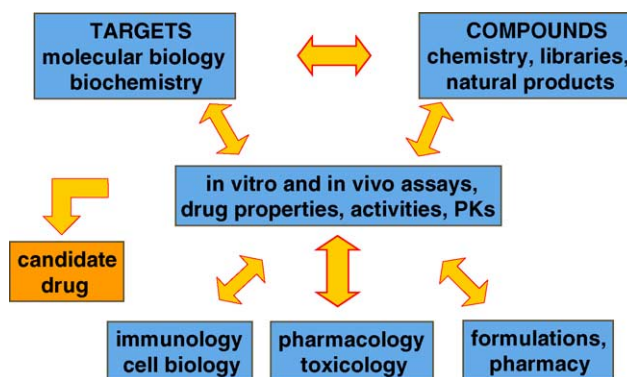 TARGETS
molecular biology
biochemistry
COMPOUNDS
chemistry, libraries,
natural products
in vitro and in vivo assays,
drug properties, activities, PKs
candidate
drug
immunology
cell biology
pharmacology
toxicology
formulations,
pharmacy